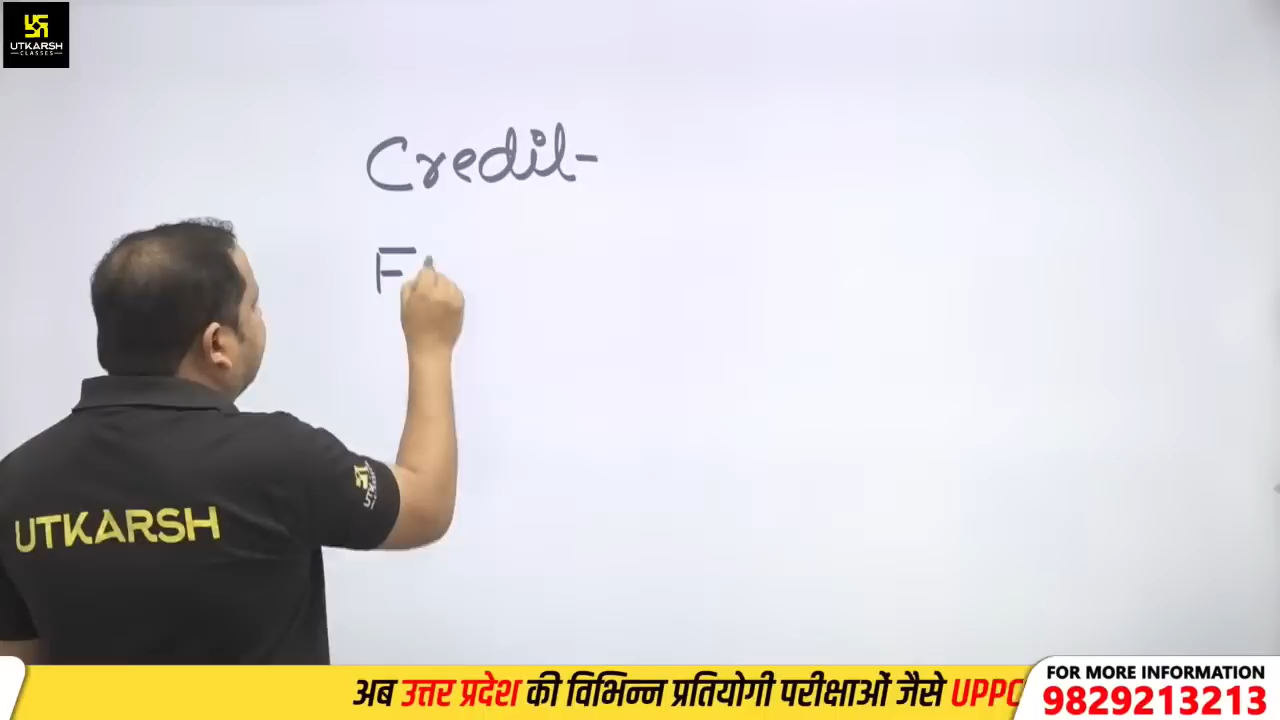 UTKARSH
CLASSES
Credit
F
UTKARSH
अब उत्तर प्रदेश की विभिन्न प्रतियोगी परीक्षाओं जैसे UPPC
FOR MORE INFORMATION
9829213213